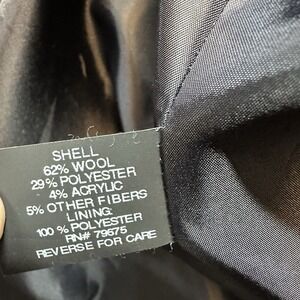 SHELL
62% WOOL
29% POLYESTER
4% ACRYLIC
5% OTHER FIBERS
LINING:
100% POLYESTER
RN# 79675
REVERSE FOR CARE